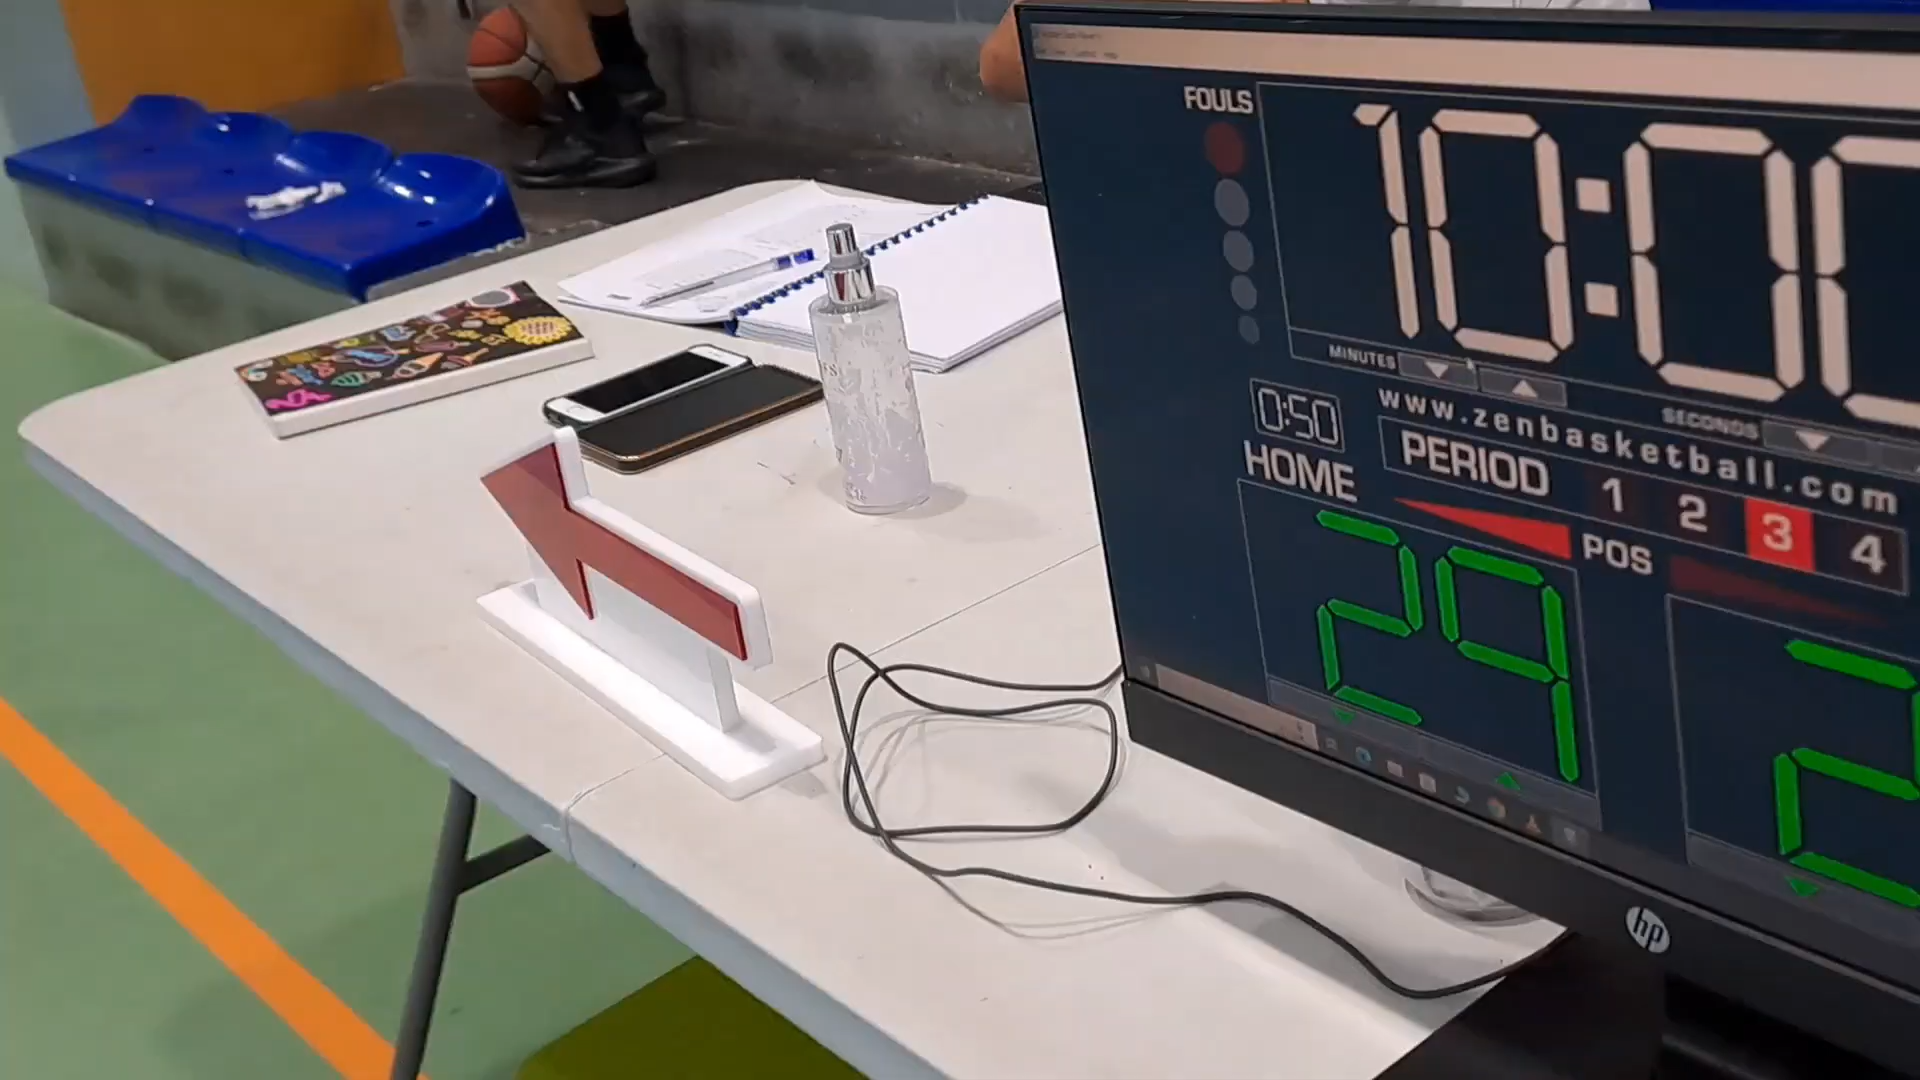 FOULS
10:00
MINUTES
SECONDS
0:50
www.zenbasketball.com
HOME
PERIOD 1 2 3 4
POS
29
2
hp